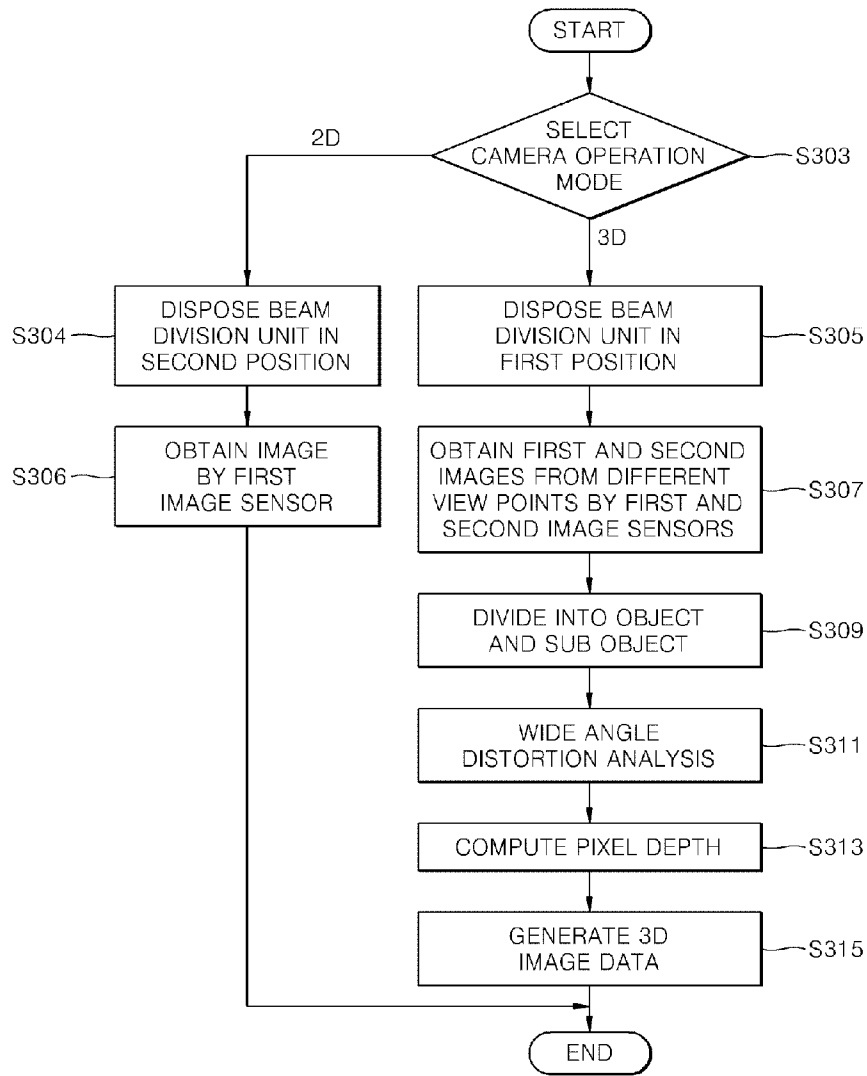 START
SELECT
CAMERA OPERATION
MODE
S303
2D
3D
DISPOSE BEAM
DIVISION UNIT IN
SECOND POSITION
S304
DISPOSE BEAM
DIVISION UNIT IN
FIRST POSITION
S305
OBTAIN IMAGE
BY FIRST
IMAGE SENSOR
S306
OBTAIN FIRST AND SECOND
IMAGES FROM DIFFERENT
VIEW POINTS BY FIRST AND
SECOND IMAGE SENSORS
S307
DIVIDE INTO OBJECT
AND SUB OBJECT
S309
WIDE ANGLE
DISTORTION ANALYSIS
S311
COMPUTE PIXEL DEPTH
S313
GENERATE 3D
IMAGE DATA
S315
END